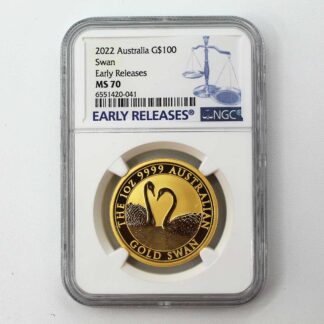 2022 Australia G$100
Swan
Early Releases
MS 70
6551420-041
EARLY RELEASES®
NGC
THE 1OZ 9999 AUSTRALIAN
GOLD SWAN